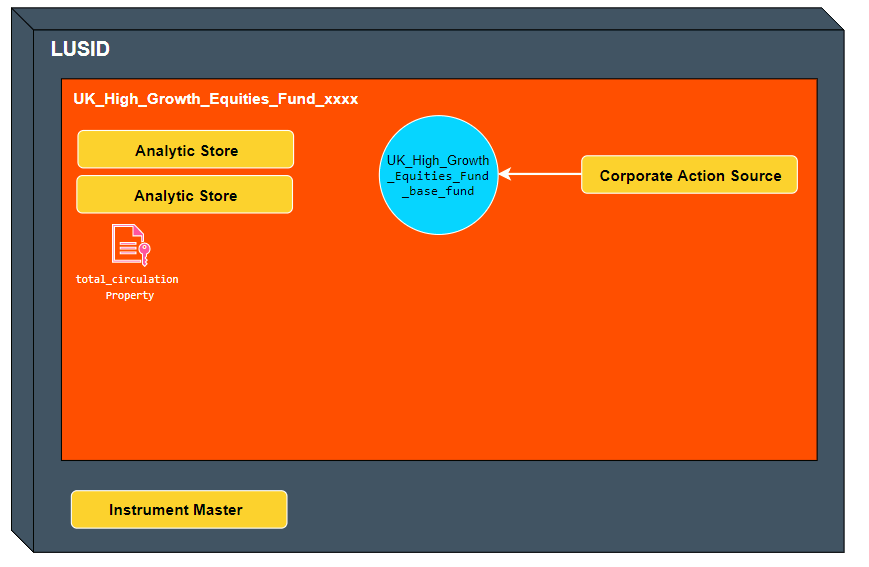 LUSID
UK_High_Growth_Equities_Fund_xxxx
Analytic Store
Analytic Store
total_circulation
Property
UK_High_Growth
_Equities_Fund
_base_fund
Corporate Action Source
Instrument Master